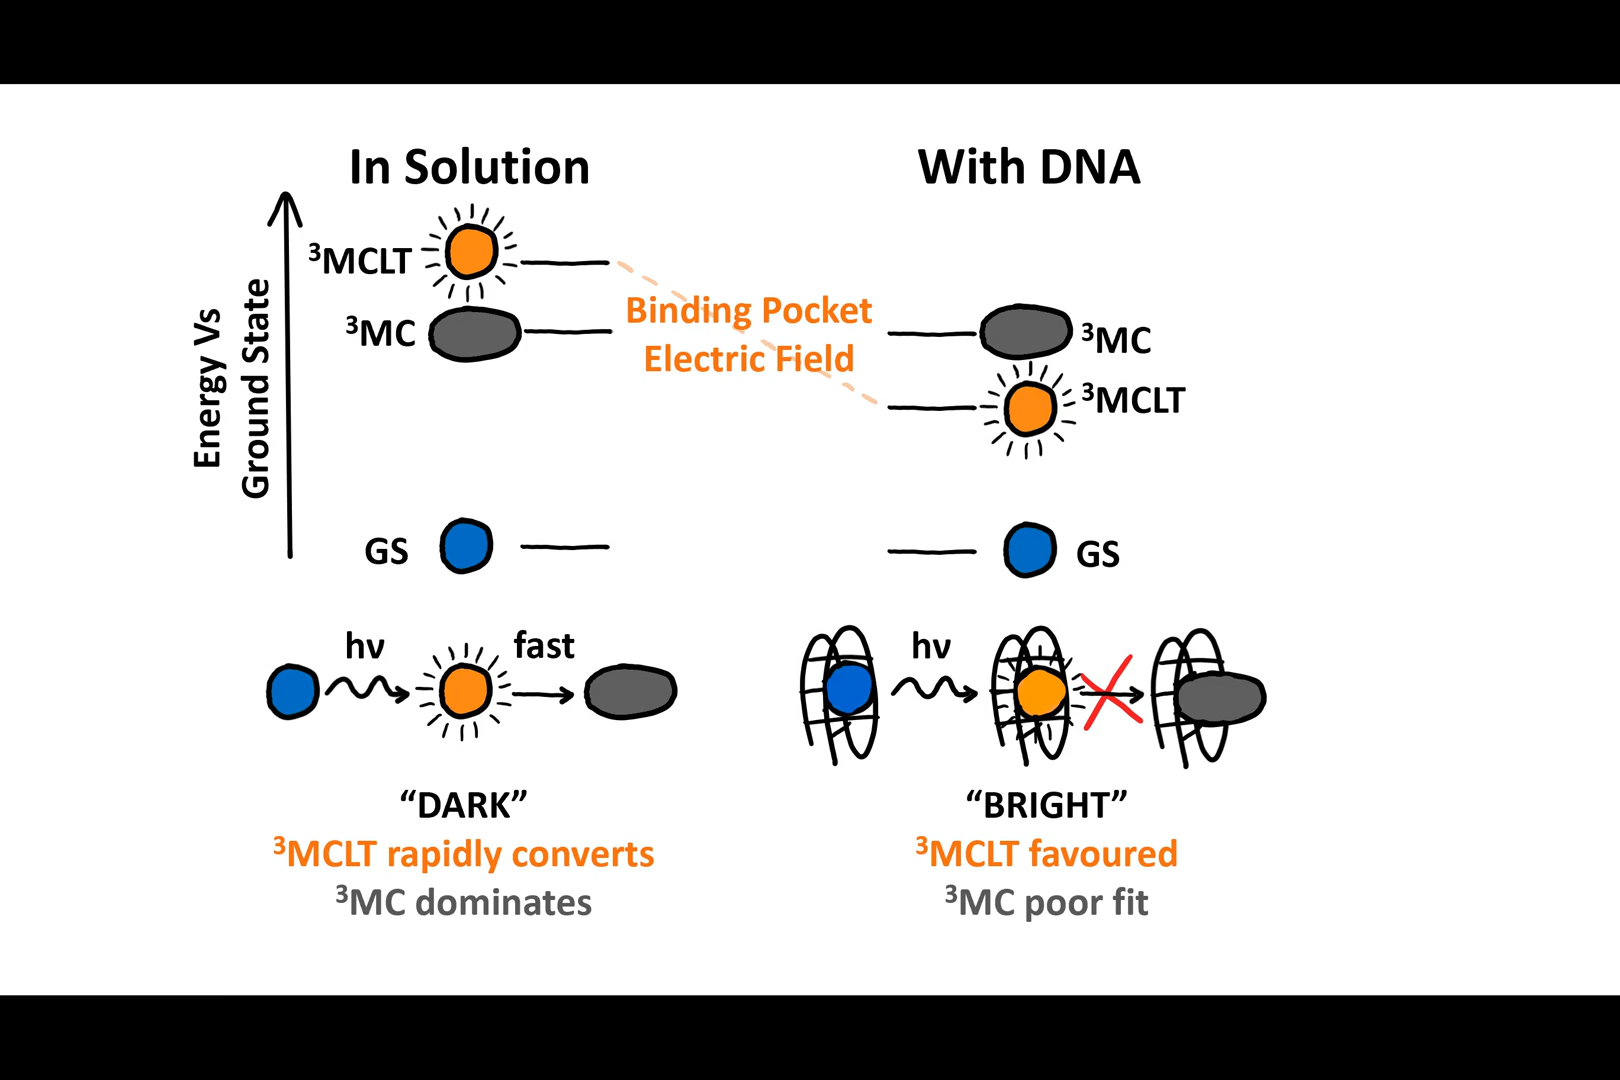 In Solution
With DNA
Energy Vs
Ground State
³MCLT
³MC
GS
Binding Pocket
Electric Field
³MC
³MCLT
GS
hν
fast
hν
“DARK”
³MCLT rapidly converts
³MC dominates
“BRIGHT”
³MCLT favoured
³MC poor fit